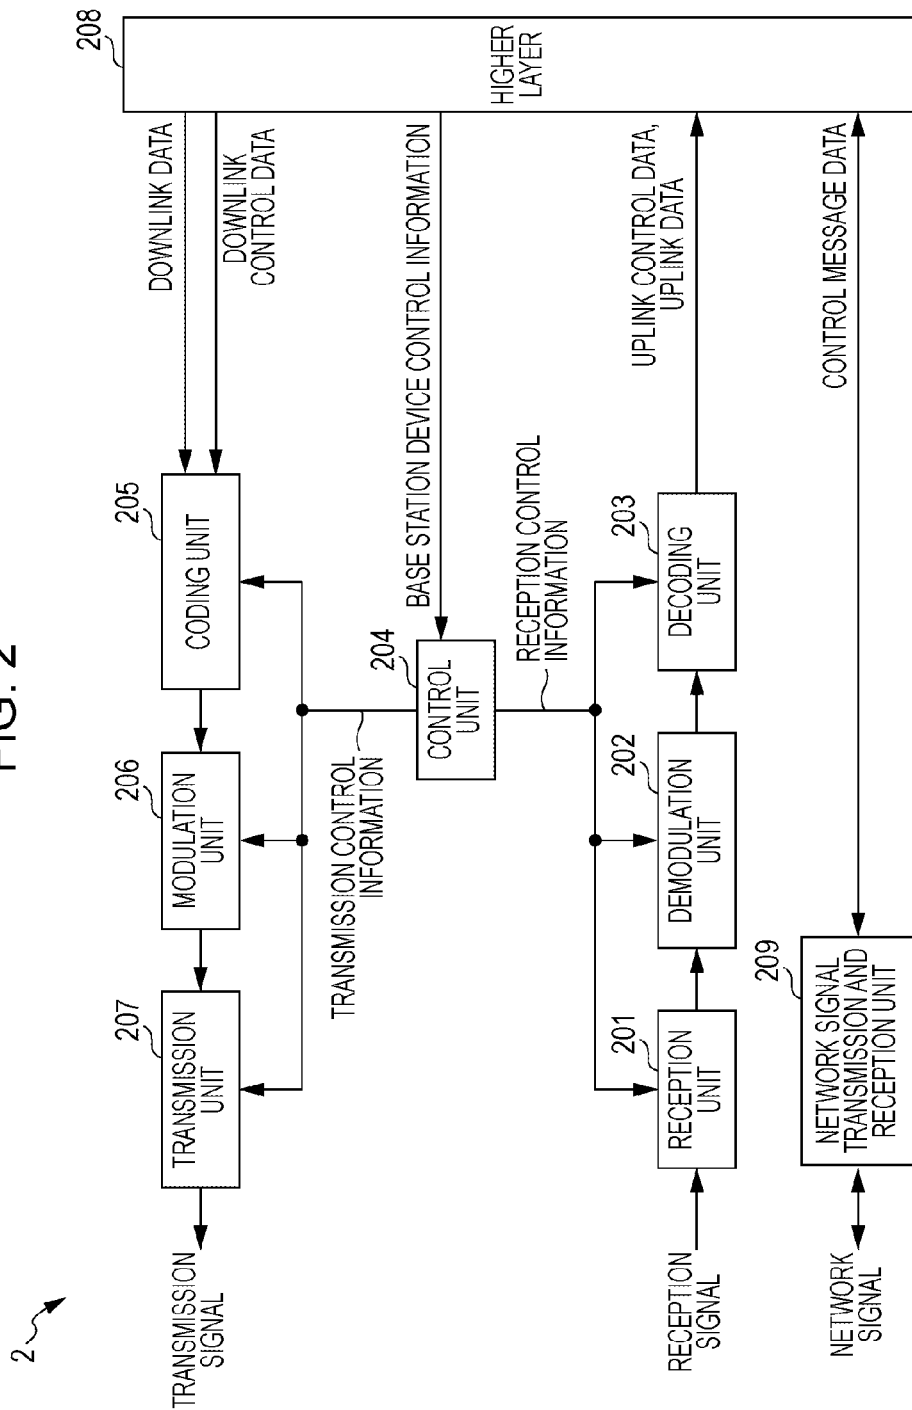 FIG. 2
2
208
HIGHER
LAYER
DOWNLINK DATA
DOWNLINK
CONTROL DATA
BASE STATION DEVICE CONTROL INFORMATION
UPLINK CONTROL DATA,
UPLINK DATA
CONTROL MESSAGE DATA
205
CODING UNIT
206
MODULATION
UNIT
207
TRANSMISSION
UNIT
TRANSMISSION
SIGNAL
204
CONTROL
UNIT
TRANSMISSION CONTROL
INFORMATION
RECEPTION CONTROL
INFORMATION
203
DECODING
UNIT
202
DEMODULATION
UNIT
201
RECEPTION
UNIT
RECEPTION
SIGNAL
209
NETWORK SIGNAL
TRANSMISSION AND
RECEPTION UNIT
NETWORK
SIGNAL